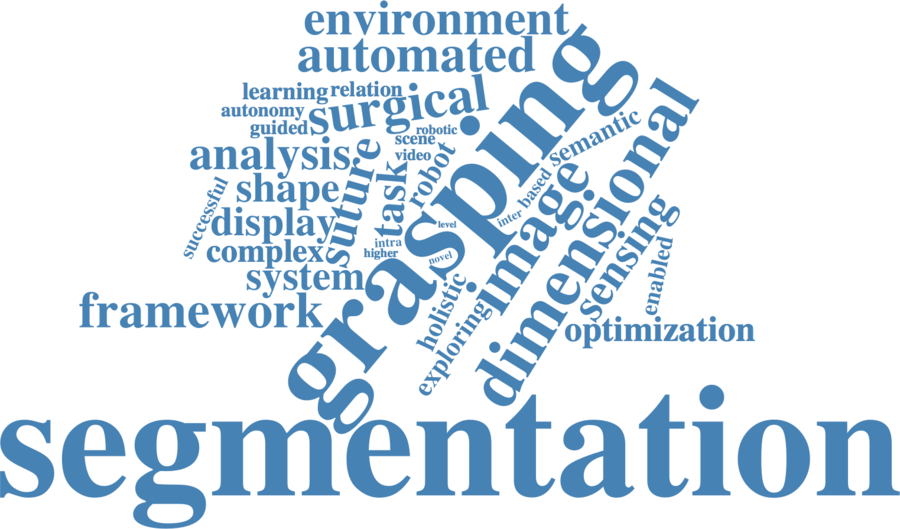 environment
automated
learning
relation
autonomy
surgical
guided
robotic
scene
analysis
video
semantic
grasping
suture
task
robot
shape
successful
based
inter
image
dimensional
display
level
intra
complex
higher
novel
sensing
system
enabled
holistic
framework
exploring
optimization
segmentation